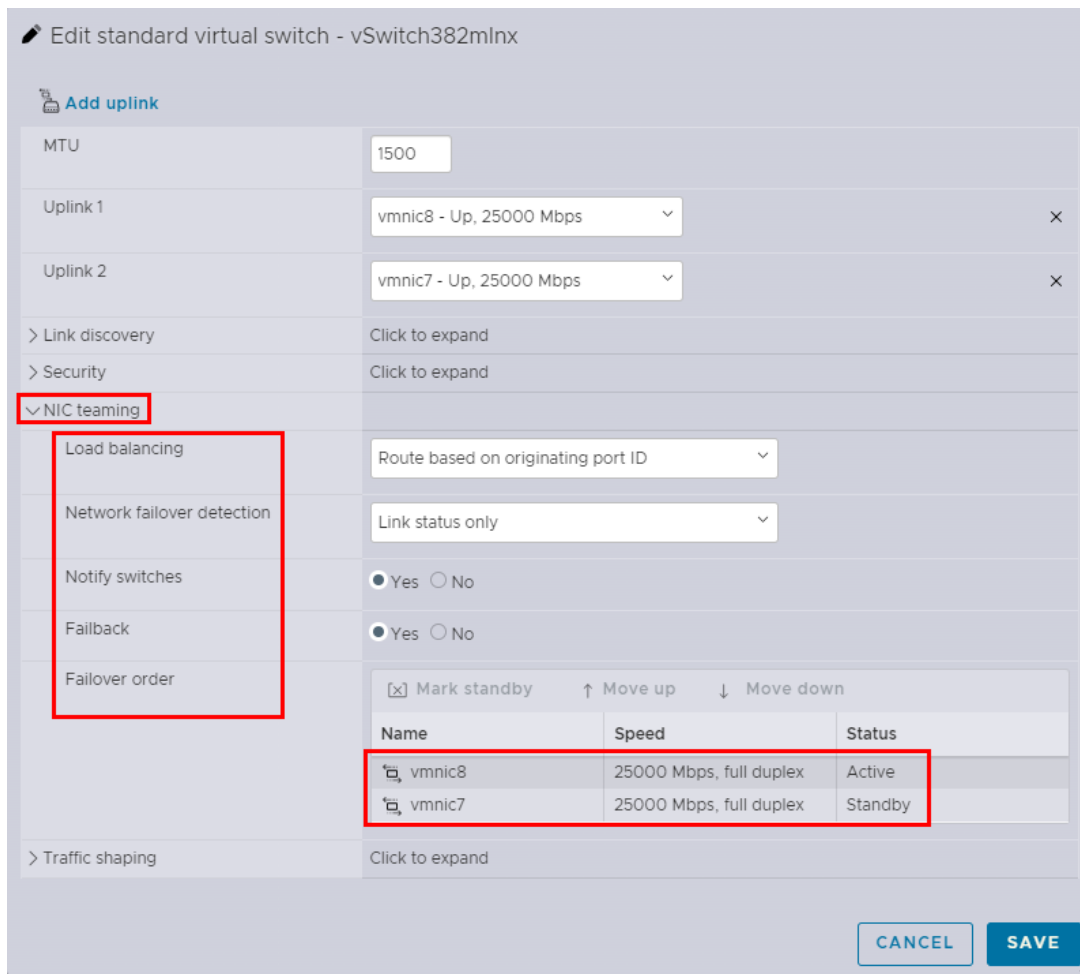 Edit standard virtual switch - vSwitch382mlnx
Add uplink
MTU 1500
Uplink 1 vmnic8 - Up, 25000 Mbps
Uplink 2 vmnic7 - Up, 25000 Mbps
Link discovery Click to expand
Security Click to expand
NIC teaming
Load balancing Route based on originating port ID
Network failover detection Link status only
Notify switches Yes No
Failback Yes No
Failover order
Mark standby Move up Move down
Name Speed Status
vmnic8 25000 Mbps, full duplex Active
vmnic7 25000 Mbps, full duplex Standby
Traffic shaping Click to expand
CANCEL SAVE